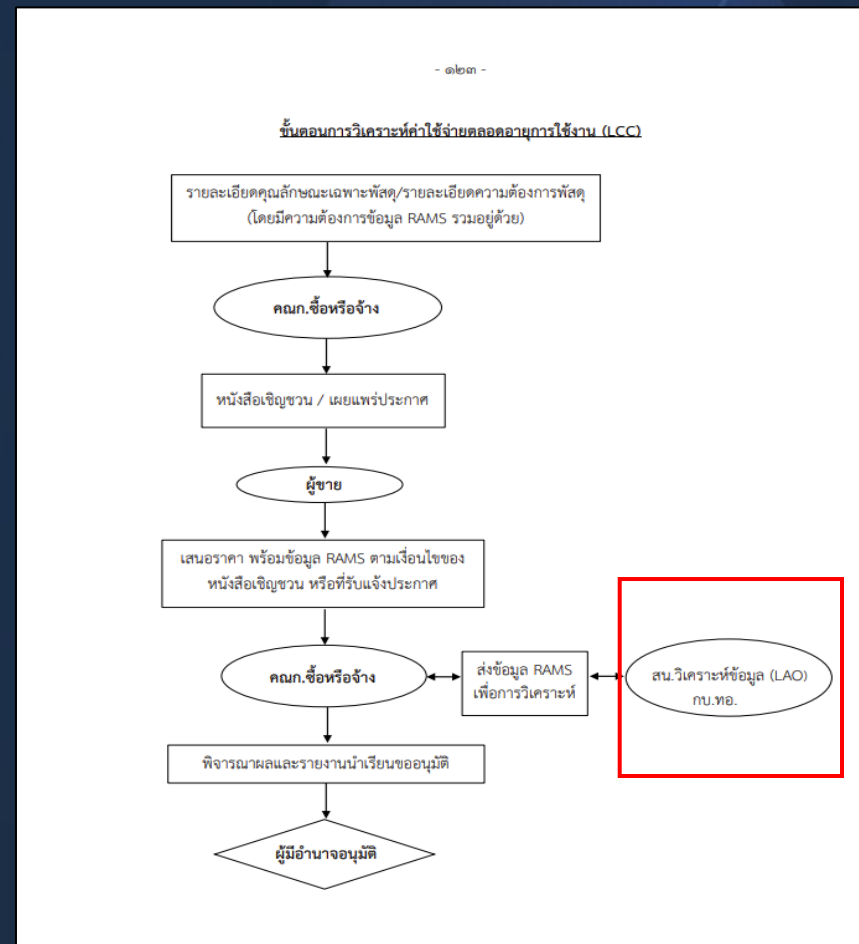 - ๑๒๓ -
ขั้นตอนการวิเคราะห์ค่าใช้จ่ายตลอดอายุการใช้งาน (LCC)
รายละเอียดคุณลักษณะเฉพาะพัสดุ/รายละเอียดความต้องการพัสดุ
(โดยมีความต้องการข้อมูล RAMS รวมอยู่ด้วย)
คณก.ซื้อหรือจ้าง
หนังสือเชิญชวน / เผยแพร่ประกาศ
ผู้ขาย
เสนอราคา พร้อมข้อมูล RAMS ตามเงื่อนไขของ
หนังสือเชิญชวน หรือที่รับแจ้งประกาศ
คณก.ซื้อหรือจ้าง
ส่งข้อมูล RAMS
เพื่อการวิเคราะห์
สน.วิเคราะห์ข้อมูล (LAO)
กบ.ทอ.
พิจารณาผลและรายงานนำเรียนขออนุมัติ
ผู้มีอำนาจอนุมัติ